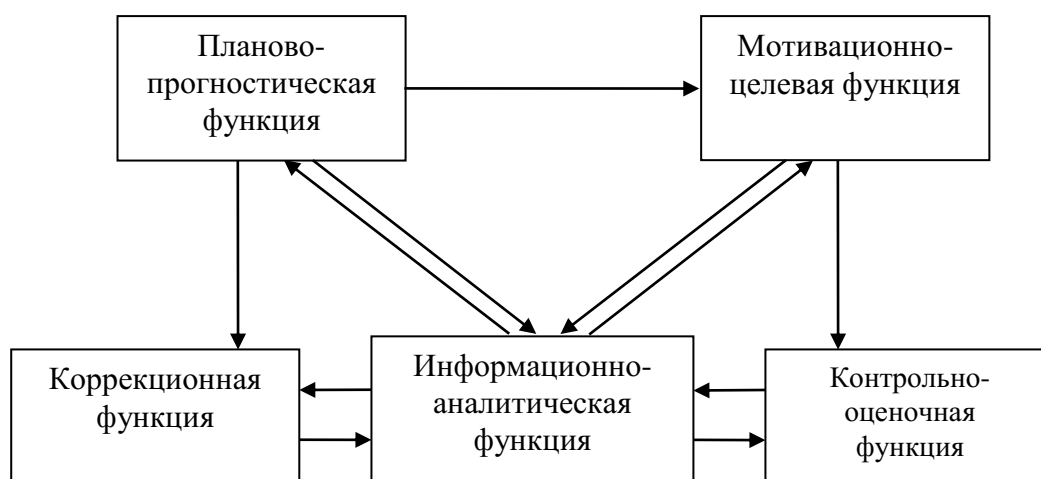 Планово-
прогностическая
функция
Мотивационно-
целевая функция
Коррекционная
функция
Информационно-
аналитическая
функция
Контрольно-
оценочная
функция